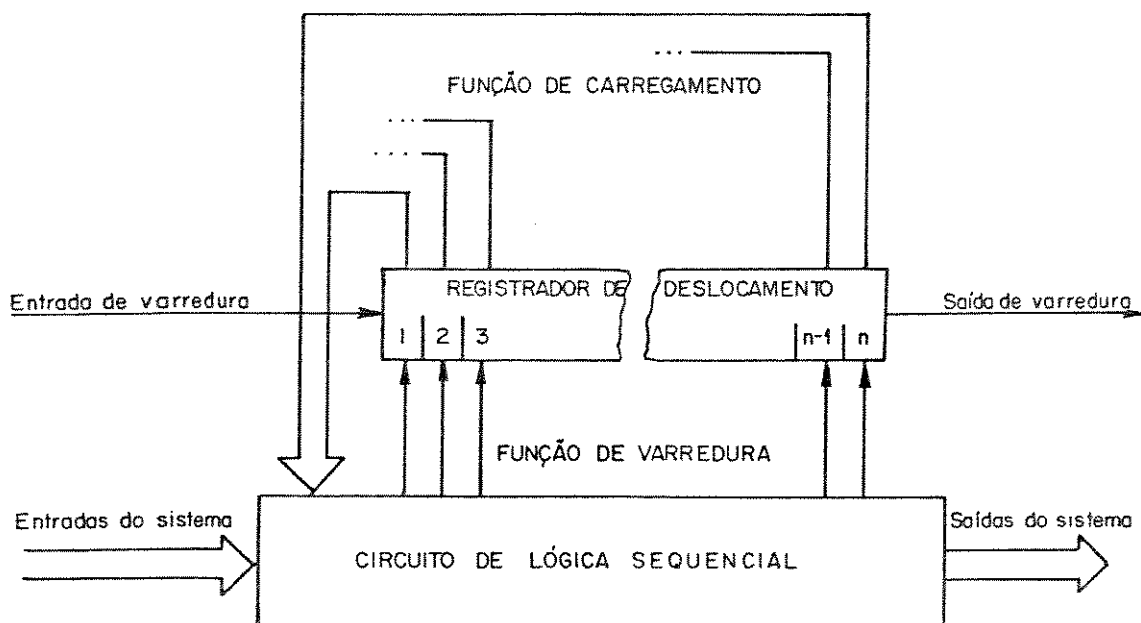 ...
FUNÇÃO DE CARREGAMENTO
...
...
REGISTRADOR DE DESLOCAMENTO
Entrada de varredura
Saída de varredura
1 2 3 n-1 n
FUNÇÃO DE VARREDURA
Entradas do sistema
Saídas do sistema
CIRCUITO DE LÓGICA SEQUENCIAL